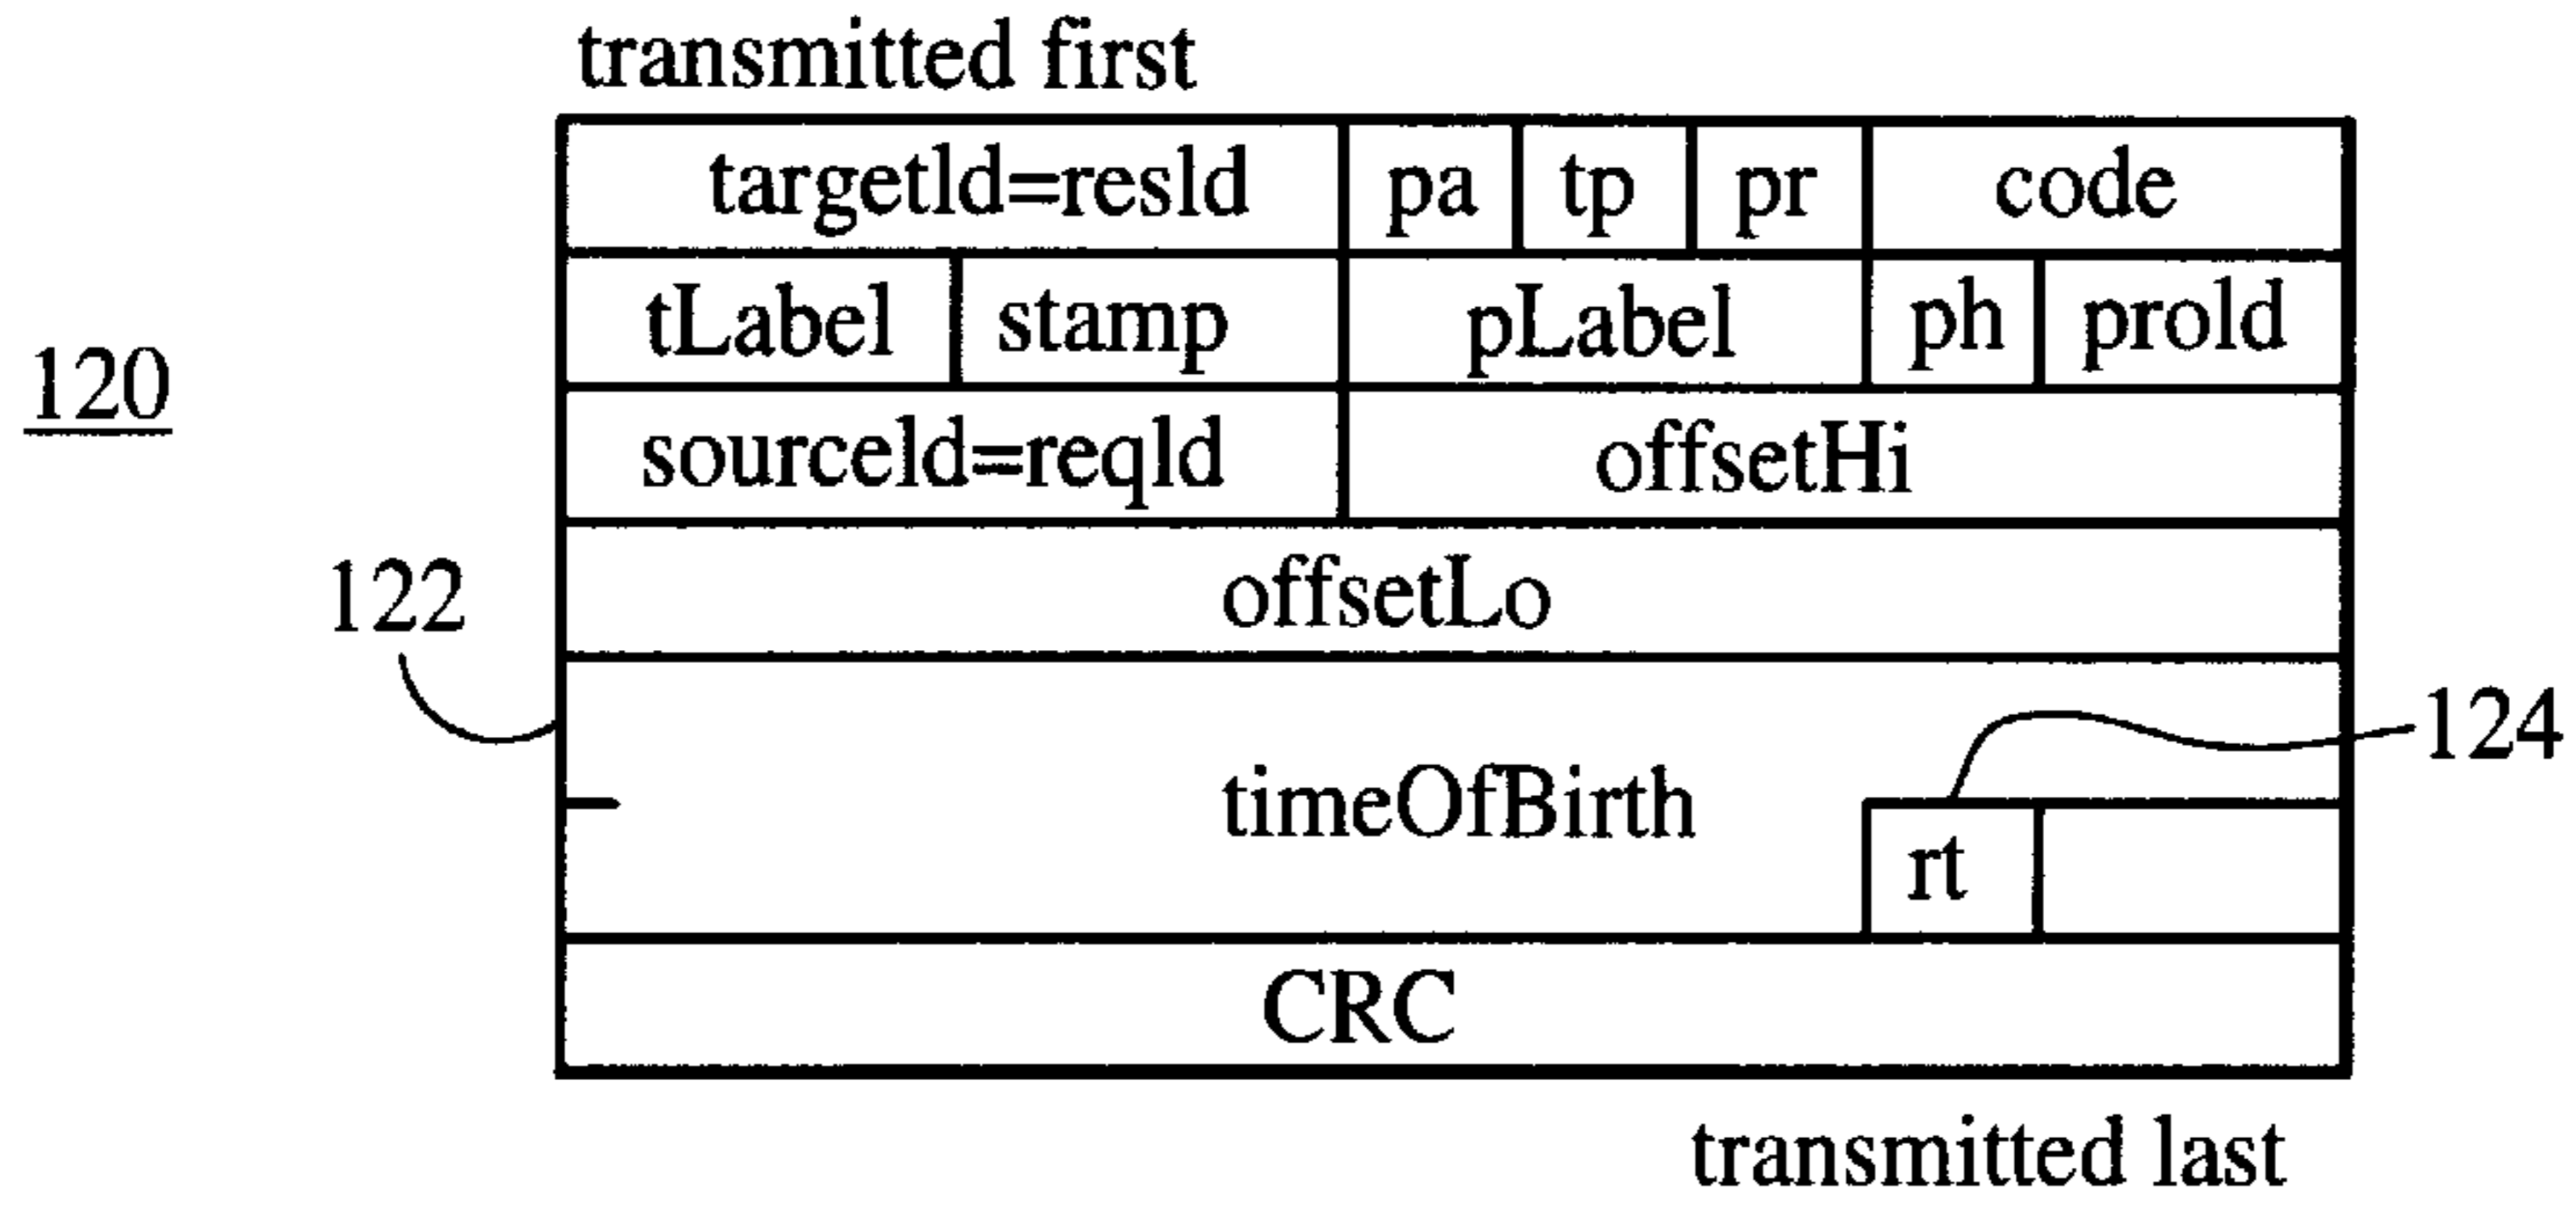 transmitted first
targetId=resId pa tp pr code
tLabel stamp pLabel ph proId
120
sourceId=reqId offsetHi
122 offsetLo
124
timeOfBirth
rt
CRC
transmitted last